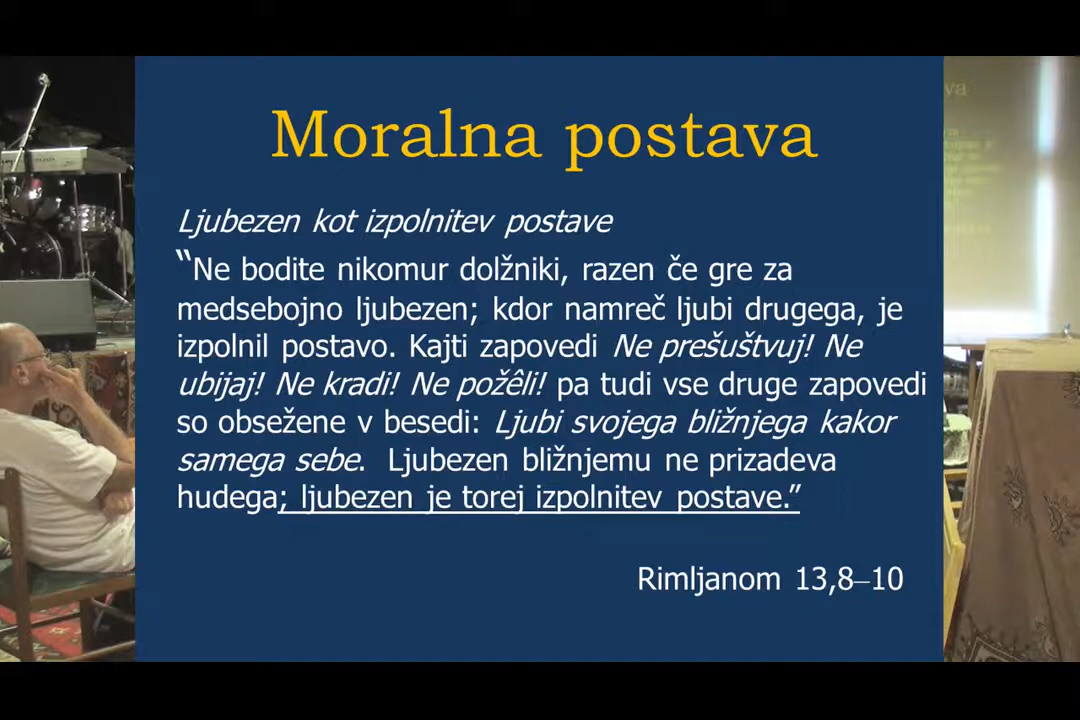 Moralna postava
Ljubezen kot izpolnitev postave
“Ne bodite nikomur dolžniki, razen če gre za
medsebojno ljubezen; kdor namreč ljubi drugega, je
izpolnil postavo. Kajti zapovedi Ne prešuštvuj! Ne
ubijaj! Ne kradi! Ne požêli! pa tudi vse druge zapovedi
so obsežene v besedi: Ljubi svojega bližnjega kakor
samega sebe. Ljubezen bližnjemu ne prizadeva
hudega; ljubezen je torej izpolnitev postave.”
Rimljanom 13,8–10
va